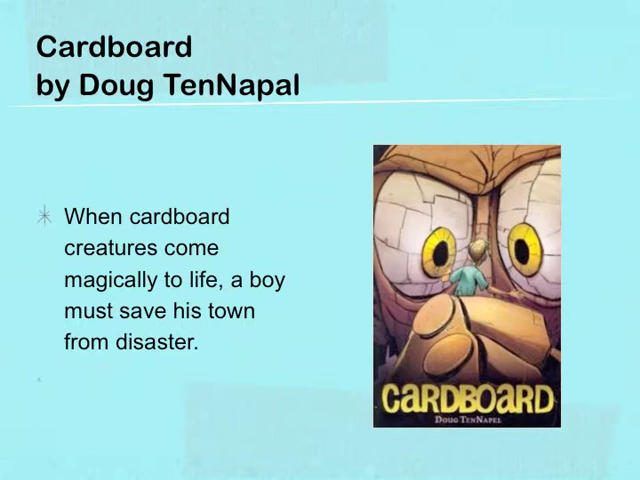 Cardboard
by Doug TenNapel
When cardboard
creatures come
magically to life, a boy
must save his town
from disaster.
CARDBOARD
DOUG TENNAPEL